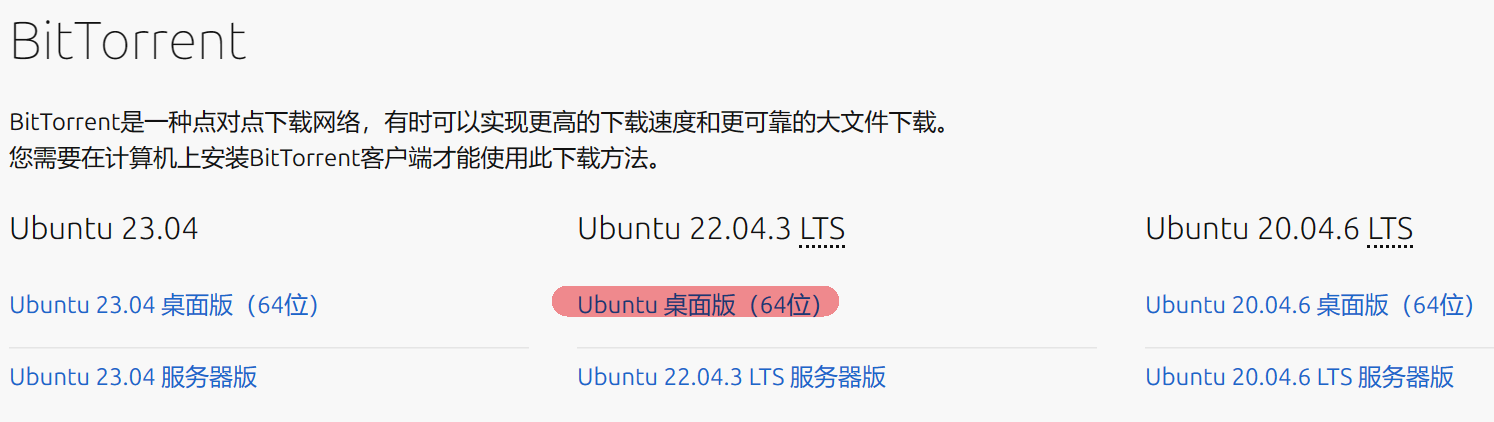 BitTorrent
BitTorrent是一种点对点下载网络，有时可以实现更高的下载速度和更可靠的大文件下载。
您需要在计算机上安装BitTorrent客户端才能使用此下载方法。
Ubuntu 23.04
Ubuntu 23.04 桌面版（64位）
Ubuntu 23.04 服务器版
Ubuntu 22.04.3 LTS
Ubuntu 桌面版（64位）
Ubuntu 22.04.3 LTS 服务器版
Ubuntu 20.04.6 LTS
Ubuntu 20.04.6 桌面版（64位）
Ubuntu 20.04.6 LTS 服务器版